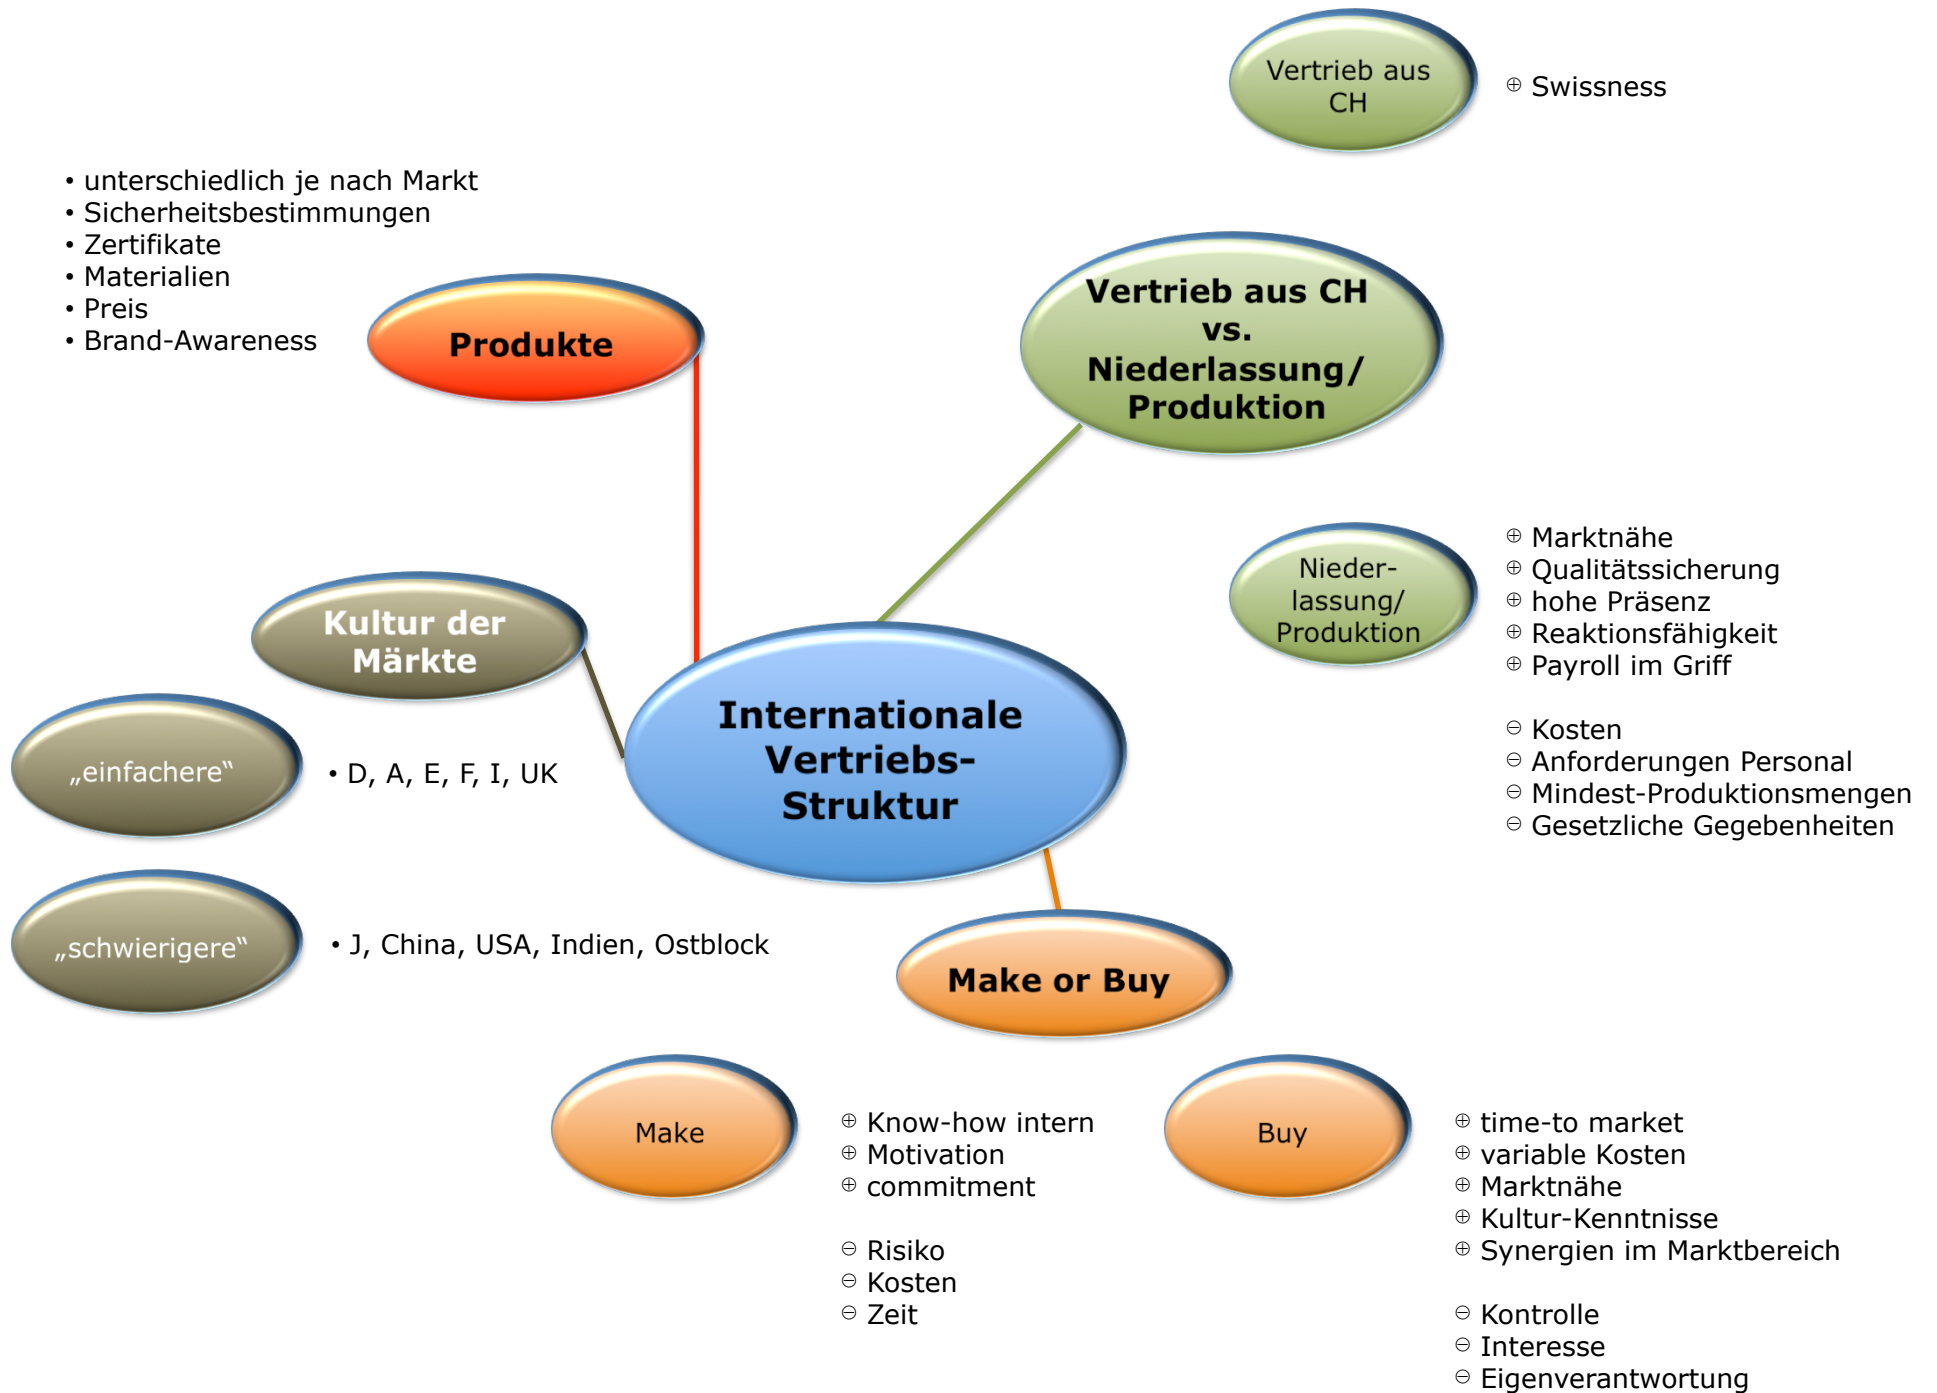 Vertrieb aus
CH
⊕ Swissness
• unterschiedlich je nach Markt
• Sicherheitsbestimmungen
• Zertifikate
• Materialien
• Preis
• Brand-Awareness
Produkte
Vertrieb aus CH
vs.
Niederlassung/
Produktion
Nieder-
lassung/
Produktion
⊕ Marktnähe
⊕ Qualitätssicherung
⊕ hohe Präsenz
⊕ Reaktionsfähigkeit
⊕ Payroll im Griff
⊖ Kosten
⊖ Anforderungen Personal
⊖ Mindest-Produktionsmengen
⊖ Gesetzliche Gegebenheiten
Kultur der
Märkte
„einfachere“
• D, A, E, F, I, UK
„schwierigere“
• J, China, USA, Indien, Ostblock
Internationale
Vertriebs-
Struktur
Make or Buy
Make
⊕ Know-how intern
⊕ Motivation
⊕ commitment
⊖ Risiko
⊖ Kosten
⊖ Zeit
Buy
⊕ time-to market
⊕ variable Kosten
⊕ Marktnähe
⊕ Kultur-Kenntnisse
⊕ Synergien im Marktbereich
⊖ Kontrolle
⊖ Interesse
⊖ Eigenverantwortung